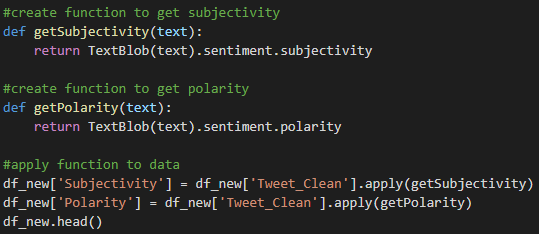 #create function to get subjectivity
def getSubjectivity(text):
    return TextBlob(text).sentiment.subjectivity

#create function to get polarity
def getPolarity(text):
    return TextBlob(text).sentiment.polarity

#apply function to data
df_new['Subjectivity'] = df_new['Tweet_Clean'].apply(getSubjectivity)
df_new['Polarity'] = df_new['Tweet_Clean'].apply(getPolarity)
df_new.head()